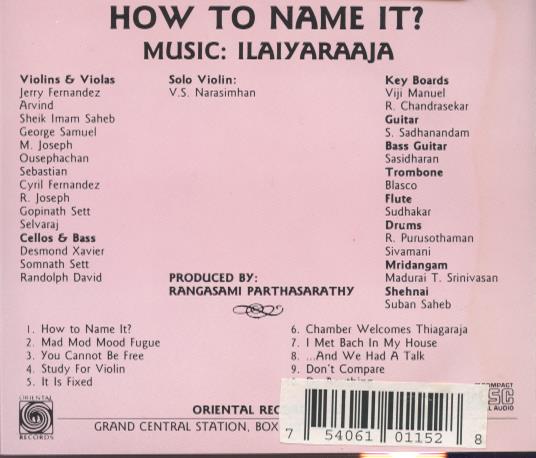 HOW TO NAME IT?
MUSIC: ILAIYARAAJA
Violins & Violas
Jerry Fernandez
Arvind
Sheik Imam Saheb
George Samuel
M. Joseph
Ousephachan
Sebastian
Cyril Fernandez
R. Joseph
Gopinath Sett
Selvaraj
Cellos & Bass
Desmond Xavier
Somnath Sett
Randolph David
Solo Violin:
V.S. Narasimhan
PRODUCED BY:
RANGASAMI PARTHASARATHY
Key Boards
Viji Manuel
R. Chandrasekar
Guitar
S. Sadhanandam
Bass Guitar
Sasidharan
Trombone
Blasco
Flute
Sudhakar
Drums
R. Purusothaman
Sivamani
Mridangam
Madurai T. Srinivasan
Shehnai
Suban Saheb
1. How to Name It?
2. Mad Mod Mood Fugue
3. You Cannot Be Free
4. Study For Violin
5. It Is Fixed
6. Chamber Welcomes Thiagaraja
7. I Met Bach In My House
8. ...And We Had A Talk
9. Don't Compare
ORIENTAL
RECORDS
ORIENTAL
GRAND CENTRAL STATION, BOX
7 54061 01152 8